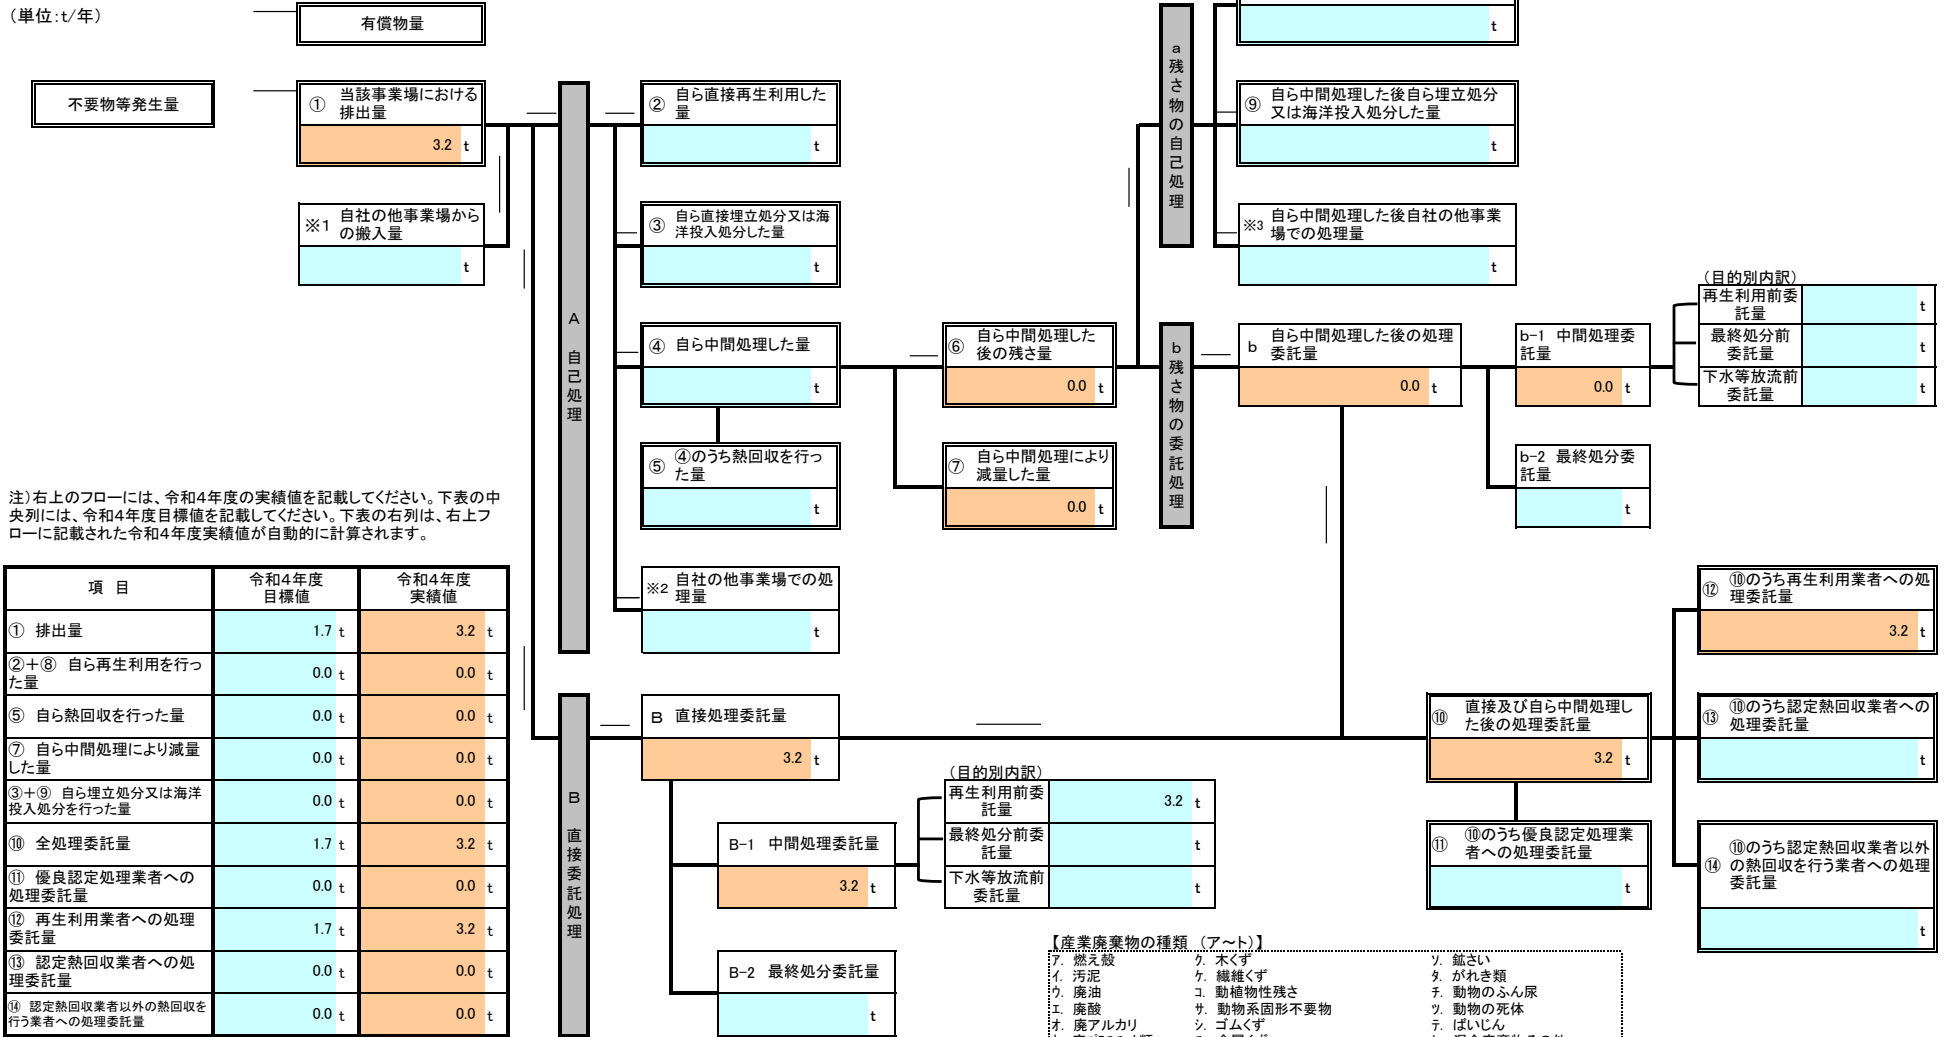 (単位:t/年)
有償物量
不要物等発生量
① 当該事業場における
排出量
3.2 t
※1 自社の他事業場から
の搬入量
t
A 自己処理
② 自ら直接再生利用した
量
t
③ 自ら直接埋立処分又は海
洋投入処分した量
t
④ 自ら中間処理した量
t
⑤ ④のうち熱回収を行っ
た量
t
※2 自社の他事業場での処
理量
t
⑥ 自ら中間処理した
後の残さ量
0.0 t
⑦ 自ら中間処理により
減量した量
0.0 t
a 残さ物の自己処理
t
⑨ 自ら中間処理した後自ら埋立処分
又は海洋投入処分した量
t
※3 自ら中間処理した後自社の他事業
場での処理量
t
b 残さ物の委託処理
b 自ら中間処理した後の処理
委託量
0.0 t
b-1 中間処理委
託量
0.0 t
b-2 最終処分委
託量
t
(目的別内訳)
再生利用前委
託量
t
最終処分前
委託量
t
下水等放流前
委託量
t
注)右上のフローには、令和4年度の実績値を記載してください。下表の中
央列には、令和4年度目標値を記載してください。下表の右列は、右上フ
ローに記載された令和4年度実績値が自動的に計算されます。
項 目 令和4年度
目標値 令和4年度
実績値
① 排出量 1.7 t 3.2 t
②+⑧ 自ら再生利用を行っ
た量 0.0 t 0.0 t
⑤ 自ら熱回収を行った量 0.0 t 0.0 t
⑦ 自ら中間処理により減量
した量 0.0 t 0.0 t
③+⑨ 自ら埋立処分又は海洋
投入処分を行った量 0.0 t 0.0 t
⑩ 全処理委託量 1.7 t 3.2 t
⑪ 優良認定処理業者への
処理委託量 0.0 t 0.0 t
⑫ 再生利用業者への処理
委託量 1.7 t 3.2 t
⑬ 認定熱回収業者への処
理委託量 0.0 t 0.0 t
⑭ 認定熱回収業者以外の熱回収を
行う業者への処理委託量 0.0 t 0.0 t
B 直接委託処理
B 直接処理委託量
3.2 t
B-1 中間処理委託量
3.2 t
B-2 最終処分委託量
t
(目的別内訳)
再生利用前委
託量
3.2 t
最終処分前委
託量
t
下水等放流前
委託量
t
⑩ 直接及び自ら中間処理し
た後の処理委託量
3.2 t
⑪ ⑩のうち優良認定処理業
者への処理委託量
t
⑫ ⑩のうち再生利用業者への処
理委託量
3.2 t
⑬ ⑩のうち認定熱回収業者への
処理委託量
t
⑭ ⑩のうち認定熱回収業者以外
の熱回収を行う業者への処理
委託量
t
【産業廃棄物の種類 (ア~ト)】
ア. 燃え殻 ク. 木くず ソ. 鉱さい
イ. 汚泥 ケ. 繊維くず タ. がれき類
ウ. 廃油 コ. 動植物性残さ チ. 動物のふん尿
エ. 廃酸 サ. 動物系固形不要物 ツ. 動物の死体
オ. 廃アルカリ シ. ゴムくず テ. ばいじん